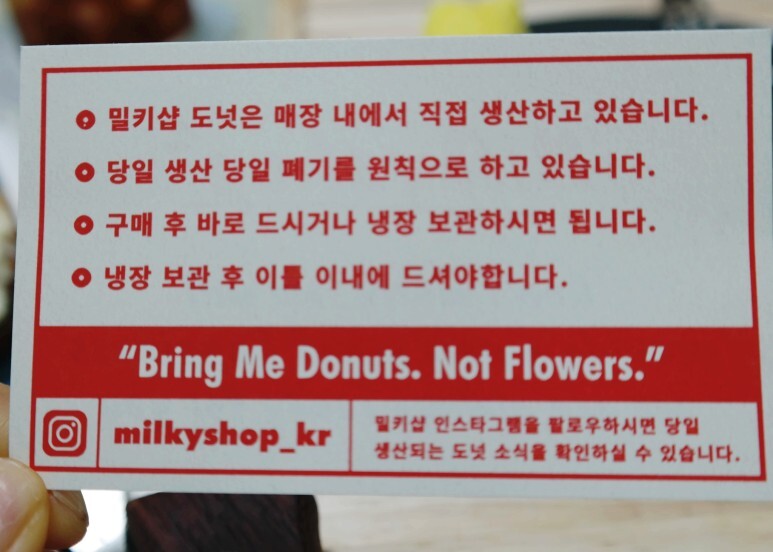 밀키샵 도넛은 매장 내에서 직접 생산하고 있습니다.
당일 생산 당일 폐기를 원칙으로 하고 있습니다.
구매 후 바로 드시거나 냉장 보관하시면 됩니다.
냉장 보관 후 이틀 이내에 드셔야합니다.
“Bring Me Donuts. Not Flowers.”
milkyshop_kr
밀키샵 인스타그램을 팔로우하시면 당일
생산되는 도넛 소식을 확인하실 수 있습니다.